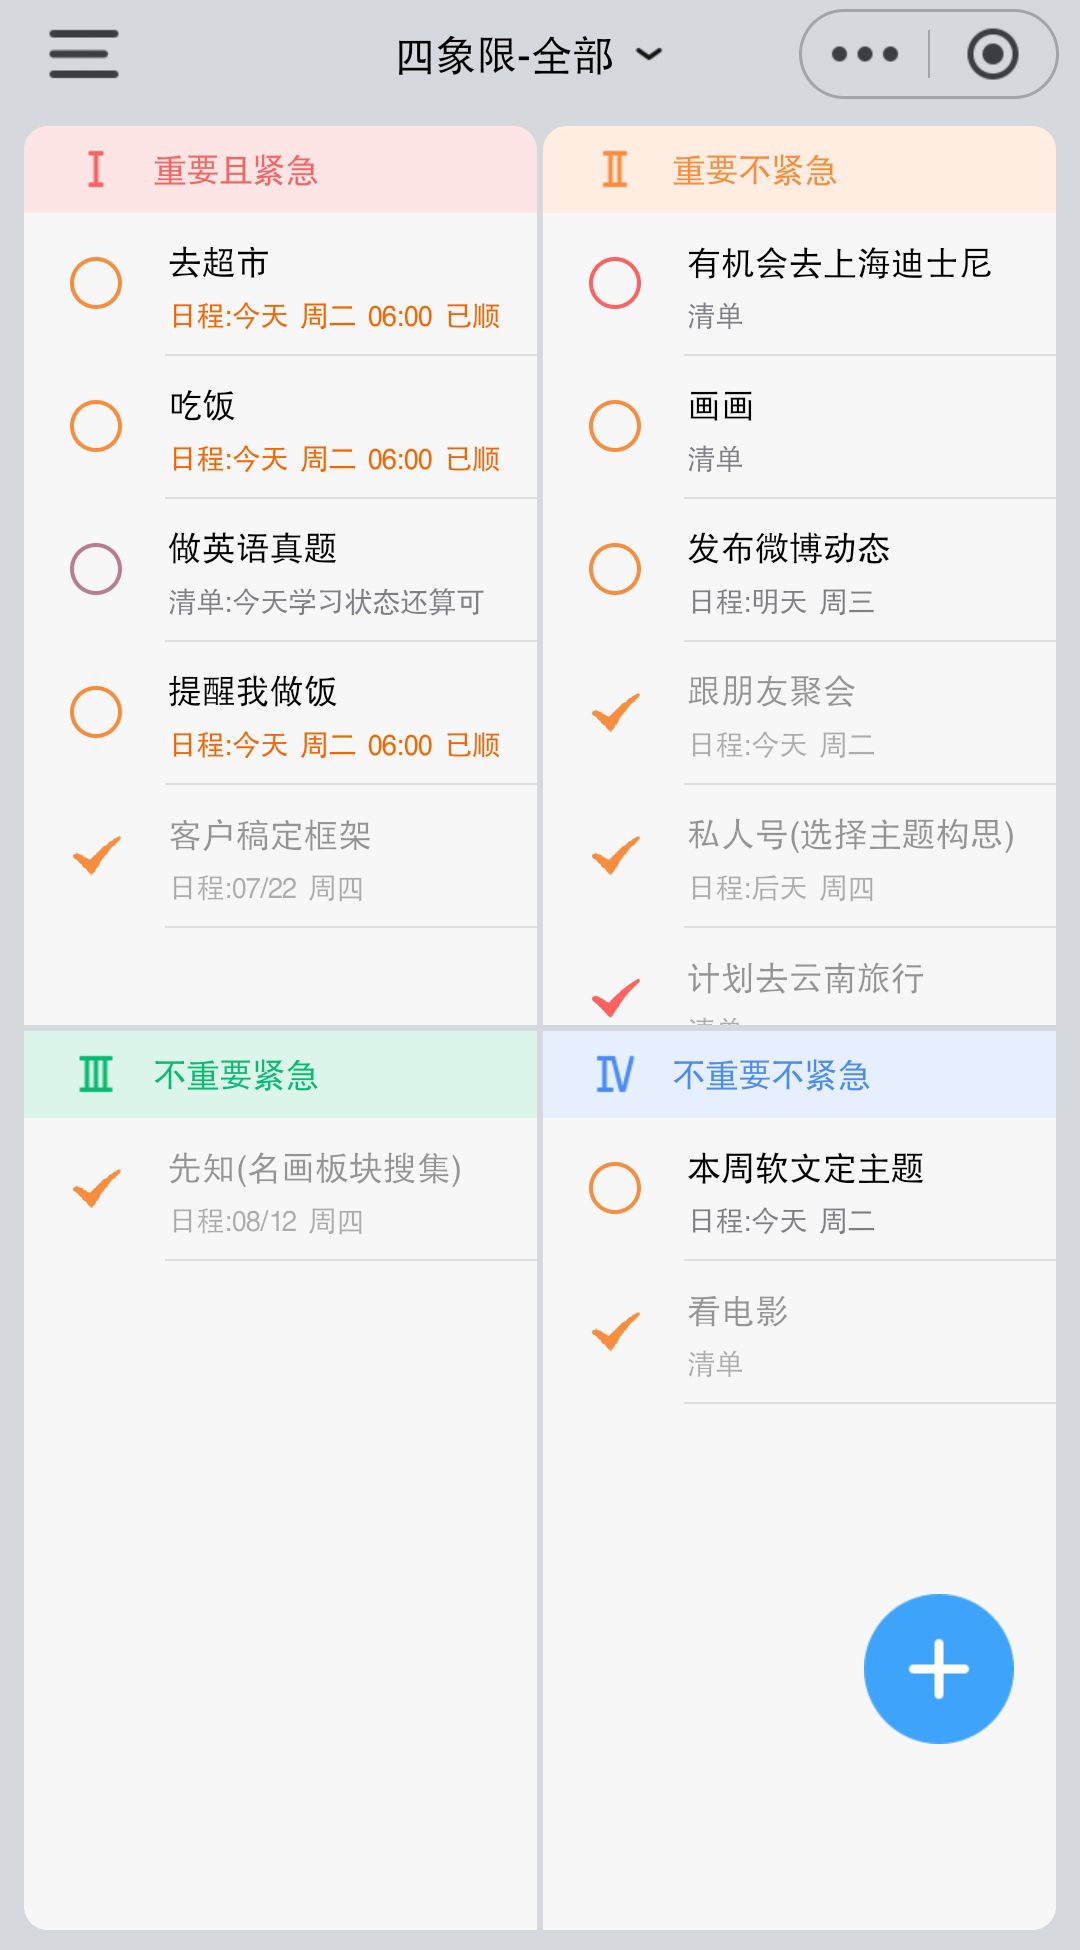 四象限-全部
I 重要且紧急
去超市
日程:今天 周二 06:00 已顺
吃饭
日程:今天 周二 06:00 已顺
做英语真题
清单:今天学习状态还算可
提醒我做饭
日程:今天 周二 06:00 已顺
客户稿定框架
日程:07/22 周四
II 重要不紧急
有机会去上海迪士尼
清单
画画
清单
发布微博动态
日程:明天 周三
跟朋友聚会
日程:今天 周二
私人号(选择主题构思)
日程:后天 周四
计划去云南旅行
III 不重要紧急
先知(名画板块搜集)
日程:08/12 周四
IV 不重要不紧急
本周软文定主题
日程:今天 周二
看电影
清单